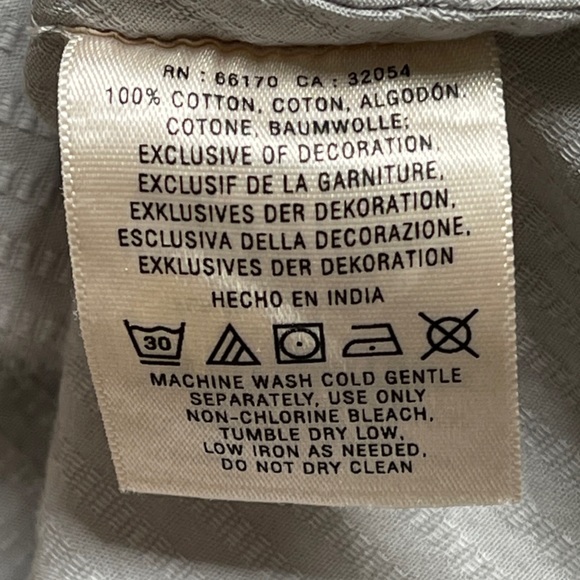 RN : 66170 CA : 32054
100% COTTON, COTON, ALGODÓN,
COTONE, BAUMWOLLE;
EXCLUSIVE OF DECORATION,
EXCLUSIF DE LA GARNITURE,
EXKLUSIVES DER DEKORATION,
ESCLUSIVA DELLA DECORAZIONE,
EXKLUSIVES DER DEKORATION
HECHO EN INDIA
30
MACHINE WASH COLD GENTLE
SEPARATELY, USE ONLY
NON-CHLORINE BLEACH,
TUMBLE DRY LOW,
LOW IRON AS NEEDED,
DO NOT DRY CLEAN